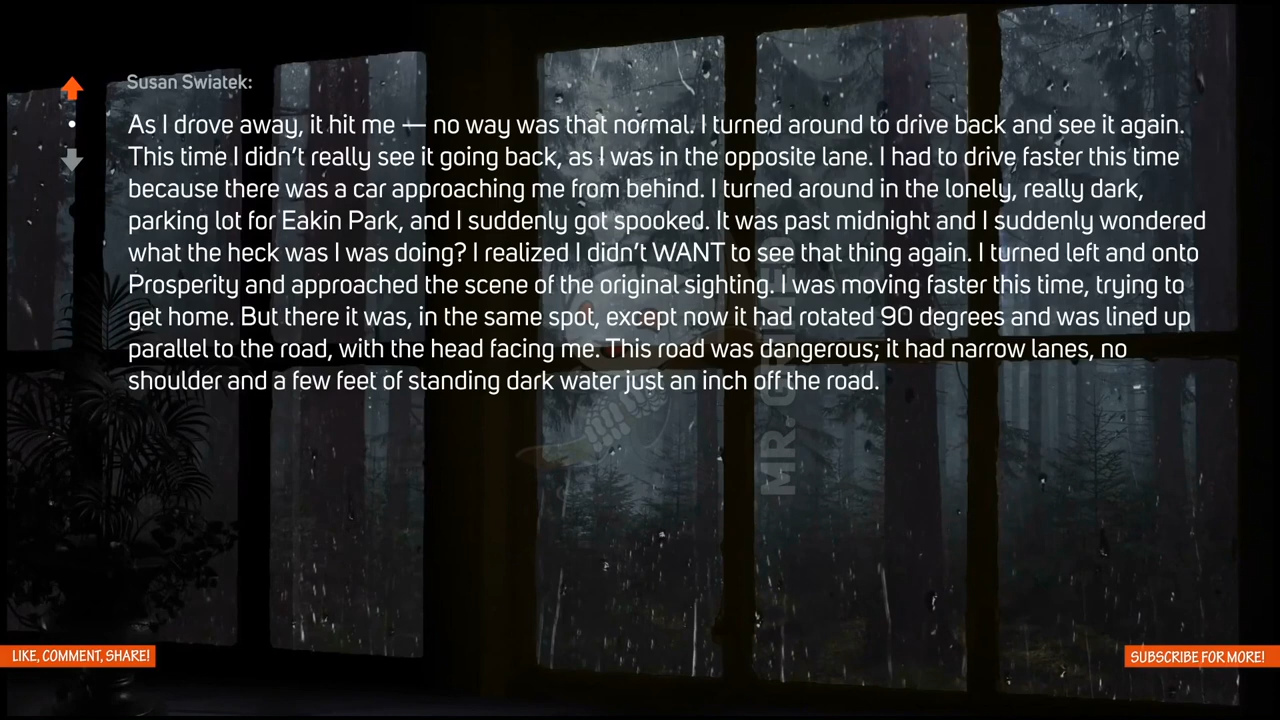 Susan Swiatek:
As I drove away, it hit me — no way was that normal. I turned around to drive back and see it again.
This time I didn't really see it going back, as I was in the opposite lane. I had to drive faster this time
because there was a car approaching me from behind. I turned around in the lonely, really dark,
parking lot for Eakin Park, and I suddenly got spooked. It was past midnight and I suddenly wondered
what the heck was I was doing? I realized I didn't WANT to see that thing again. I turned left and onto
Prosperity and approached the scene of the original sighting. I was moving faster this time, trying to
get home. But there it was, in the same spot, except now it had rotated 90 degrees and was lined up
parallel to the road, with the head facing me. This road was dangerous; it had narrow lanes, no
shoulder and a few feet of standing dark water just an inch off the road.
LIKE, COMMENT, SHARE!
SUBSCRIBE FOR MORE!